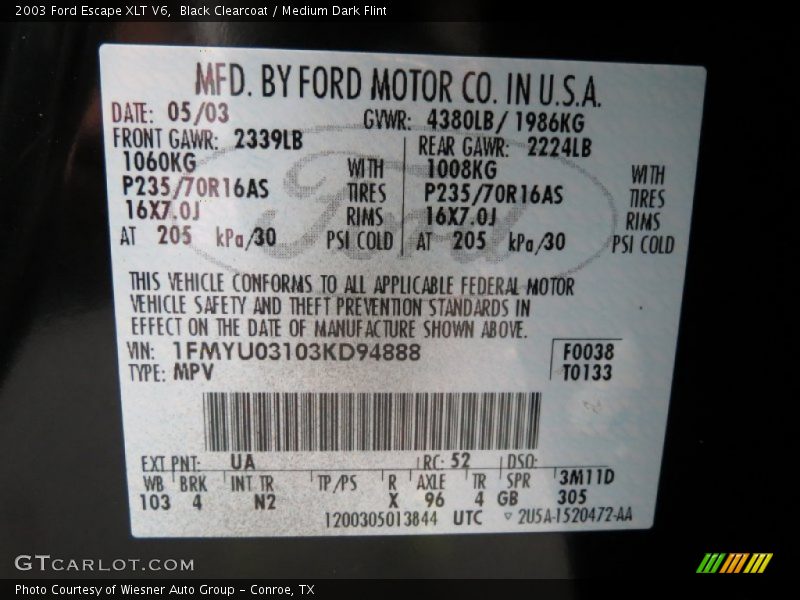 2003 Ford Escape XLT V6,  Black Clearcoat / Medium Dark Flint
MFD. BY FORD MOTOR CO. IN U.S.A.
DATE: 05/03 GVWR: 4380LB/ 1986KG
FRONT GAWR: 2339LB REAR GAWR: 2224LB
1060KG WITH 1008KG WITH
P235/70R16AS TIRES P235/70R16AS TIRES
16X7.0J RIMS 16X7.0J RIMS
AT 205 kPa/30 PSI COLD AT 205 kPa/30 PSI COLD
Ford
THIS VEHICLE CONFORMS TO ALL APPLICABLE FEDERAL MOTOR
VEHICLE SAFETY AND THEFT PREVENTION STANDARDS IN
EFFECT ON THE DATE OF MANUFACTURE SHOWN ABOVE.
VIN: 1FMYU03103KD94888 F0038
TYPE: MPV T0133
EXT PNT: UA RC: 52 DSO:
WB BRK INT TR TP/PS R AXLE TR SPR 3M11D
103 4 N2 X 96 4 GB 305
1200305013844 UTC ▽ 2U5A-1520472-AA
GTCARLOT.COM
Photo Courtesy of Wiesner Auto Group - Conroe, TX